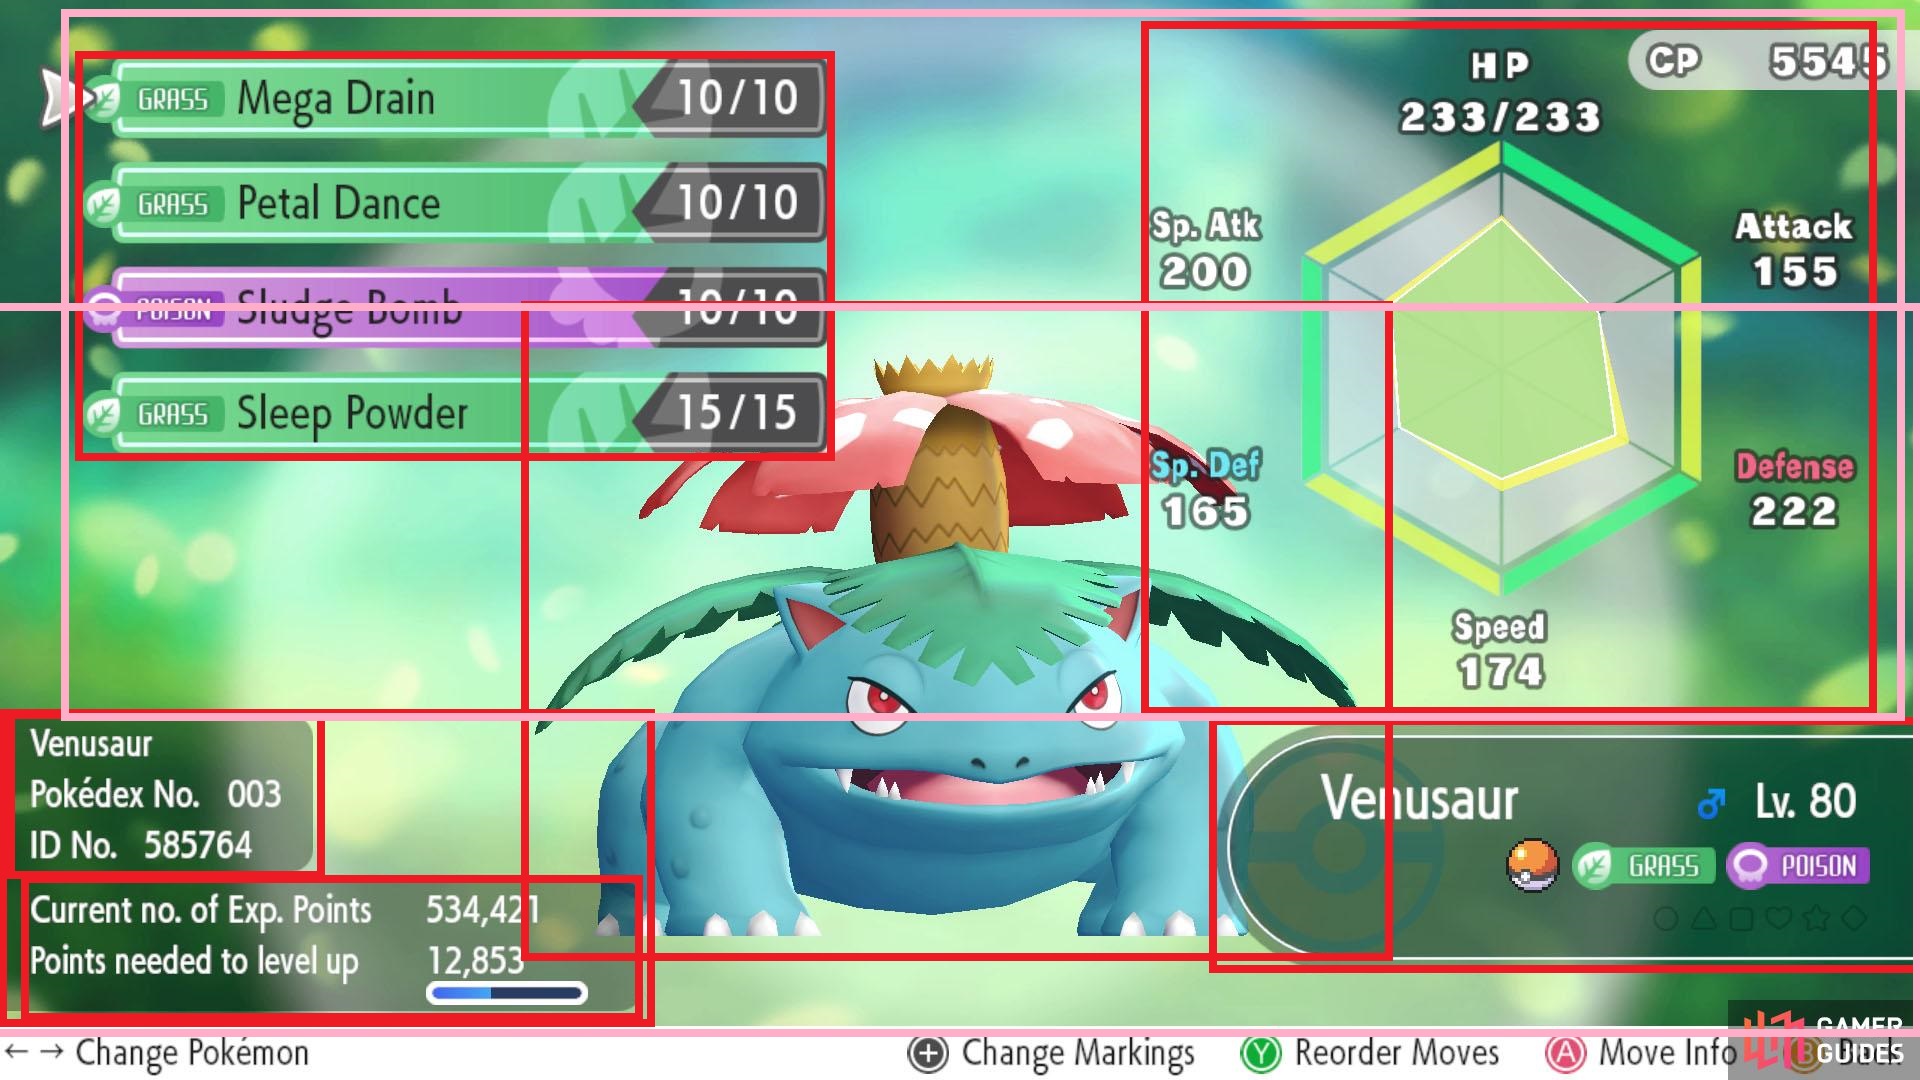 GRASS Mega Drain 10/10
GRASS Petal Dance 10/10
POISON Sludge Bomb 10/10
GRASS Sleep Powder 15/15
CP 5545
HP
233/233
Sp. Atk
200
Attack
155
Sp. Def
165
Defense
222
Speed
174
Venusaur
Pokédex No. 003
ID No. 585764
Current no. of Exp. Points 534,421
Points needed to level up 12,853
Venusaur ♂ Lv. 80
GRASS POISON
← → Change Pokémon
+ Change Markings Y Reorder Moves A Move Info B Back
GAMER
GUIDES